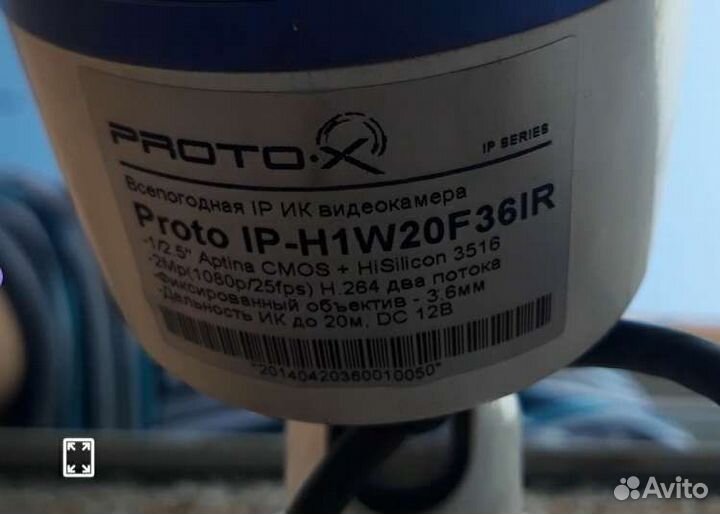 PROTO-X
IP SERIES
Всепогодная IP ИК видеокамера
Proto IP-H1W20F36IR
-1/2.5" Aptina CMOS + HiSilicon 3516
-2Mp(1080p/25fps) H.264 два потока
-Фиксированный объектив - 3,6мм
-Дальность ИК до 20м, DC 12В
*20140420360010050*
Avito